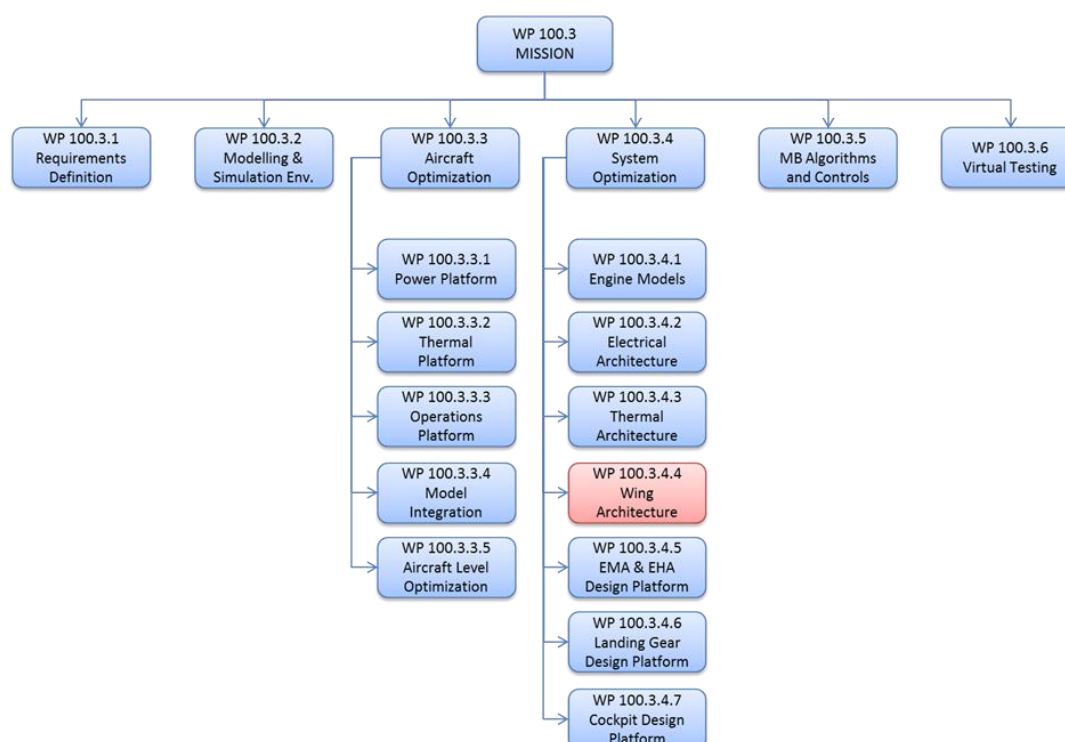 WP 100.3
MISSION
WP 100.3.1
Requirements
Definition
WP 100.3.2
Modelling &
Simulation Env.
WP 100.3.3
Aircraft
Optimization
WP 100.3.4
System
Optimization
WP 100.3.5
MB Algorithms
and Controls
WP 100.3.6
Virtual Testing
WP 100.3.3.1
Power Platform
WP 100.3.3.2
Thermal
Platform
WP 100.3.3.3
Operations
Platform
WP 100.3.3.4
Model
Integration
WP 100.3.3.5
Aircraft Level
Optimization
WP 100.3.4.1
Engine Models
WP 100.3.4.2
Electrical
Architecture
WP 100.3.4.3
Thermal
Architecture
WP 100.3.4.4
Wing
Architecture
WP 100.3.4.5
EMA & EHA
Design Platform
WP 100.3.4.6
Landing Gear
Design Platform
WP 100.3.4.7
Cockpit Design
Platform